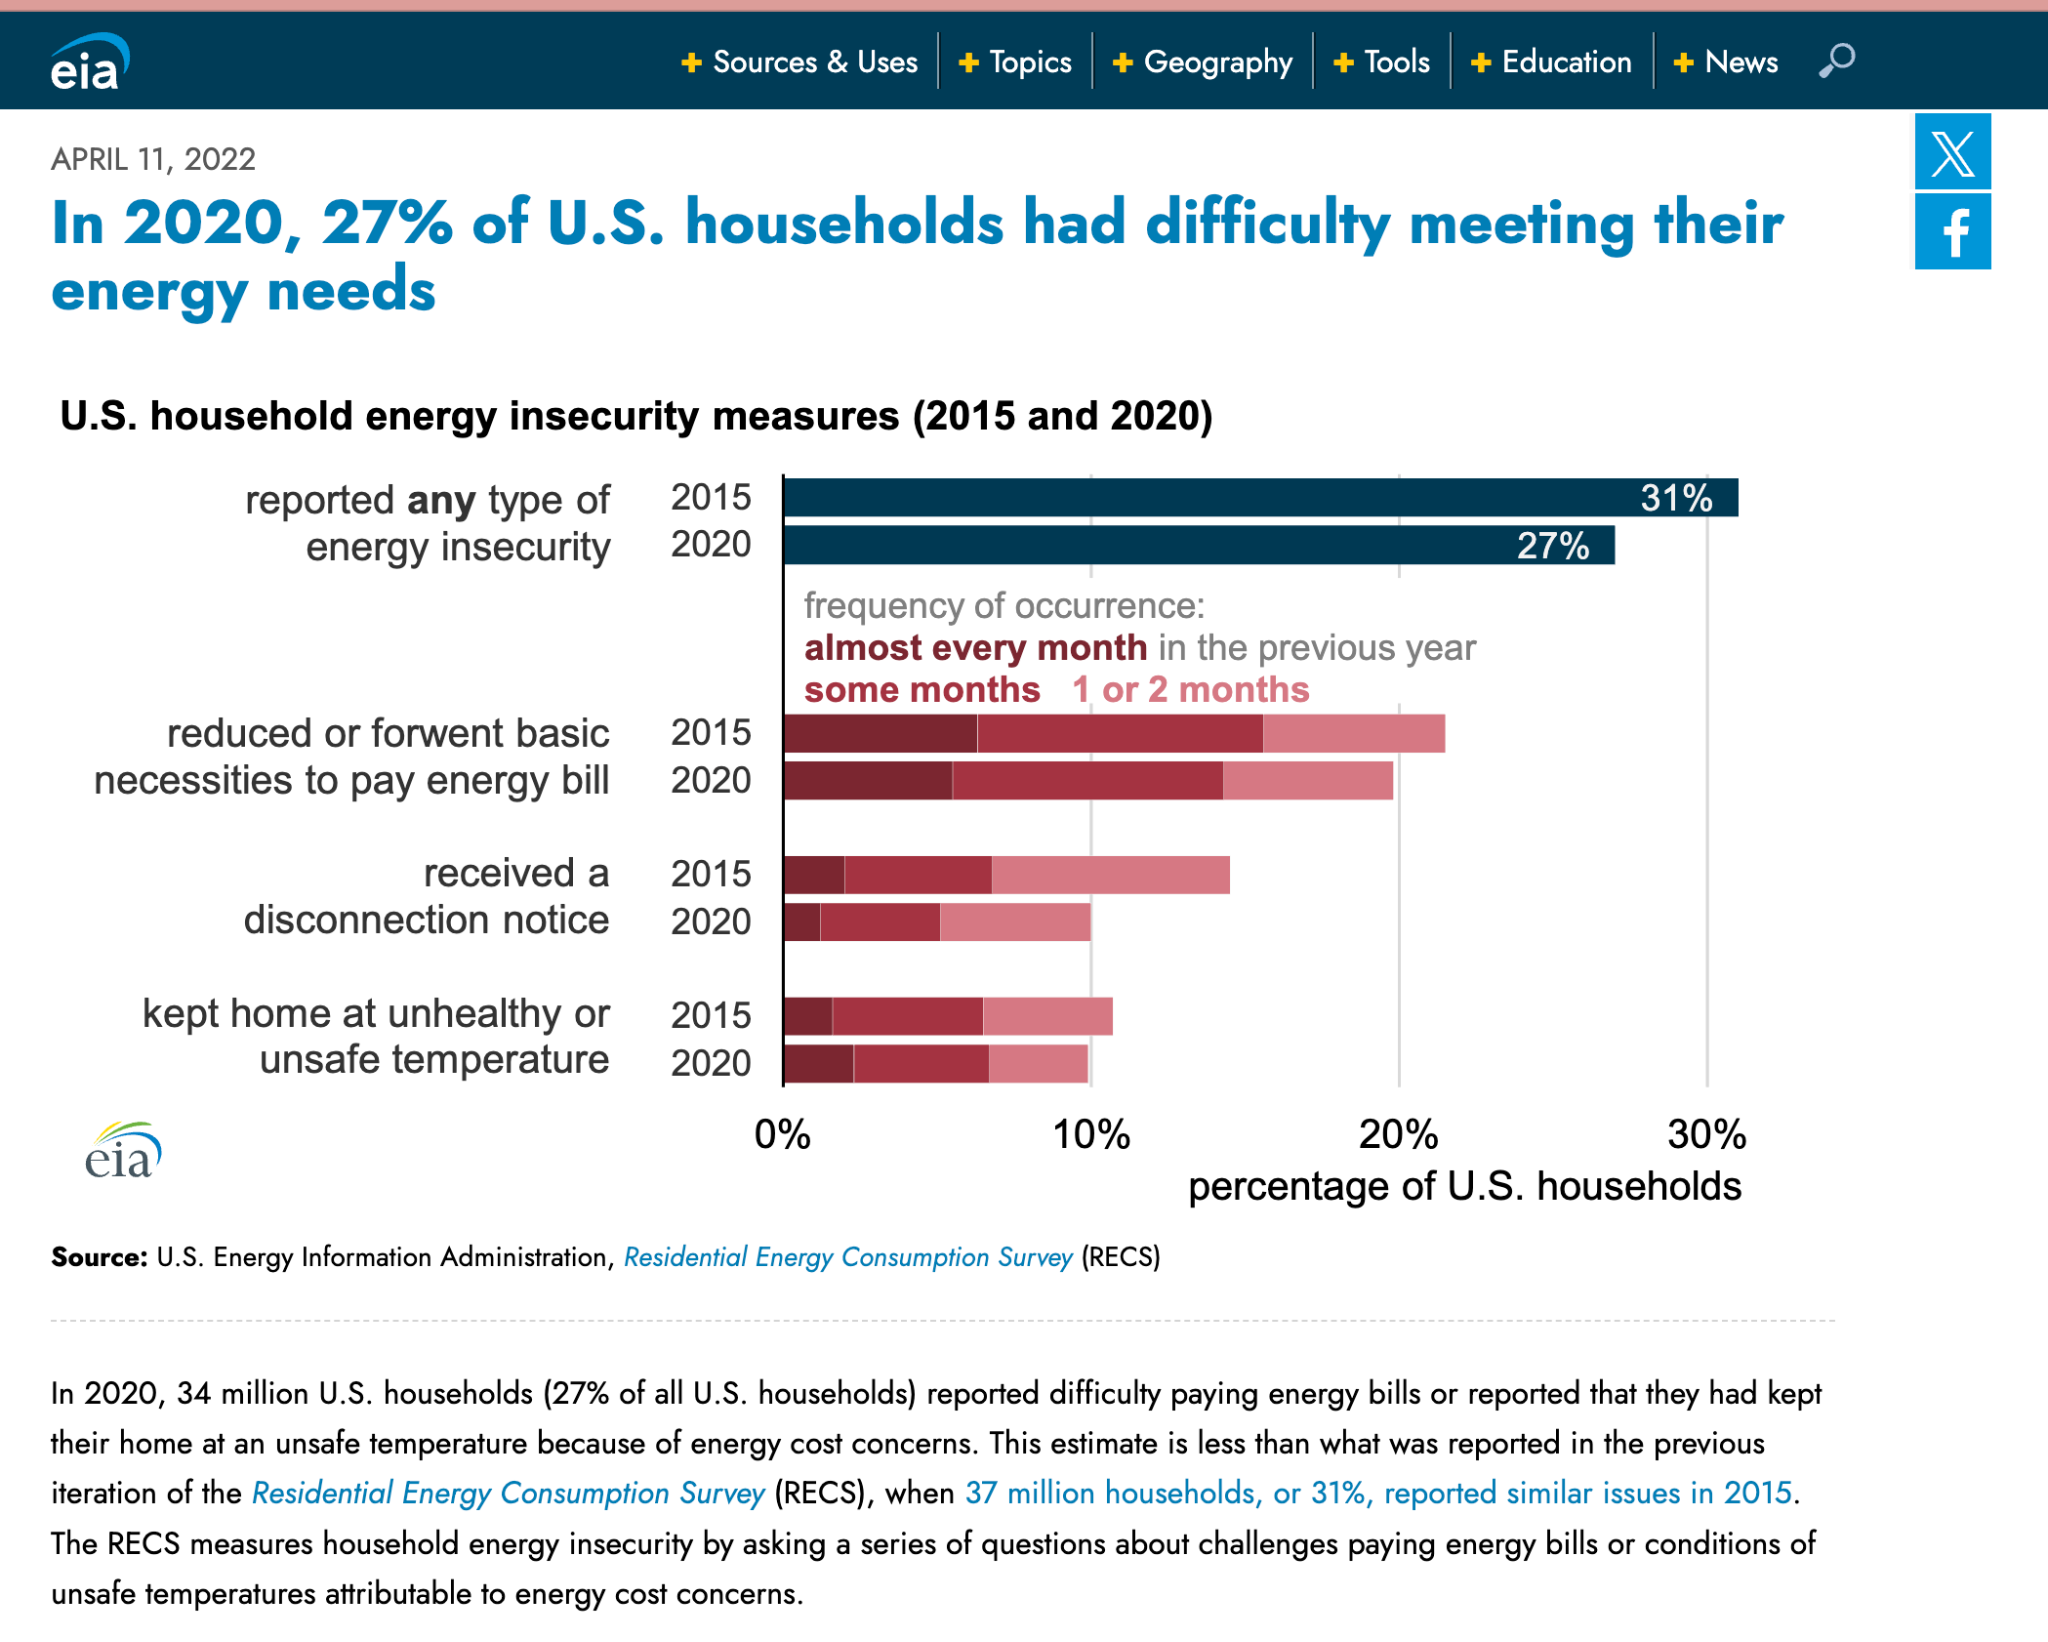 eia
+ Sources & Uses + Topics + Geography + Tools + Education + News
APRIL 11, 2022
In 2020, 27% of U.S. households had difficulty meeting their
energy needs
U.S. household energy insecurity measures (2015 and 2020)
reported any type of
energy insecurity
2015
31%
2020
27%
frequency of occurrence:
almost every month in the previous year
some months 1 or 2 months
reduced or forwent basic
necessities to pay energy bill
2015
2020
received a
disconnection notice
2015
2020
kept home at unhealthy or
unsafe temperature
2015
2020
0% 10% 20% 30%
percentage of U.S. households
eia
Source: U.S. Energy Information Administration, Residential Energy Consumption Survey (RECS)
In 2020, 34 million U.S. households (27% of all U.S. households) reported difficulty paying energy bills or reported that they had kept
their home at an unsafe temperature because of energy cost concerns. This estimate is less than what was reported in the previous
iteration of the Residential Energy Consumption Survey (RECS), when 37 million households, or 31%, reported similar issues in 2015.
The RECS measures household energy insecurity by asking a series of questions about challenges paying energy bills or conditions of
unsafe temperatures attributable to energy cost concerns.